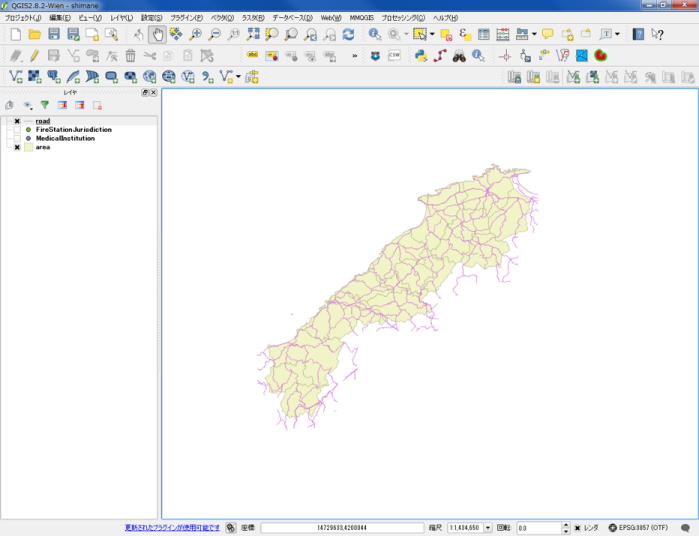 QGIS2.8.2-Wien - shimane
プロジェクト(J) 編集(E) ビュー(V) レイヤ(L) 設定(S) プラグイン(P) ベクタ(O) ラスタ(R) データベース(D) Web(W) MMQGIS プロセッシング(C) ヘルプ(H)
レイヤ
road
FireStationJurisdiction
MedicalInstitution
area
更新されたプラグインが使用可能です 座標: 14729633,4200844 縮尺 1:1,434,650 回転: 0.0 レンダ EPSG:3857 (OTF)